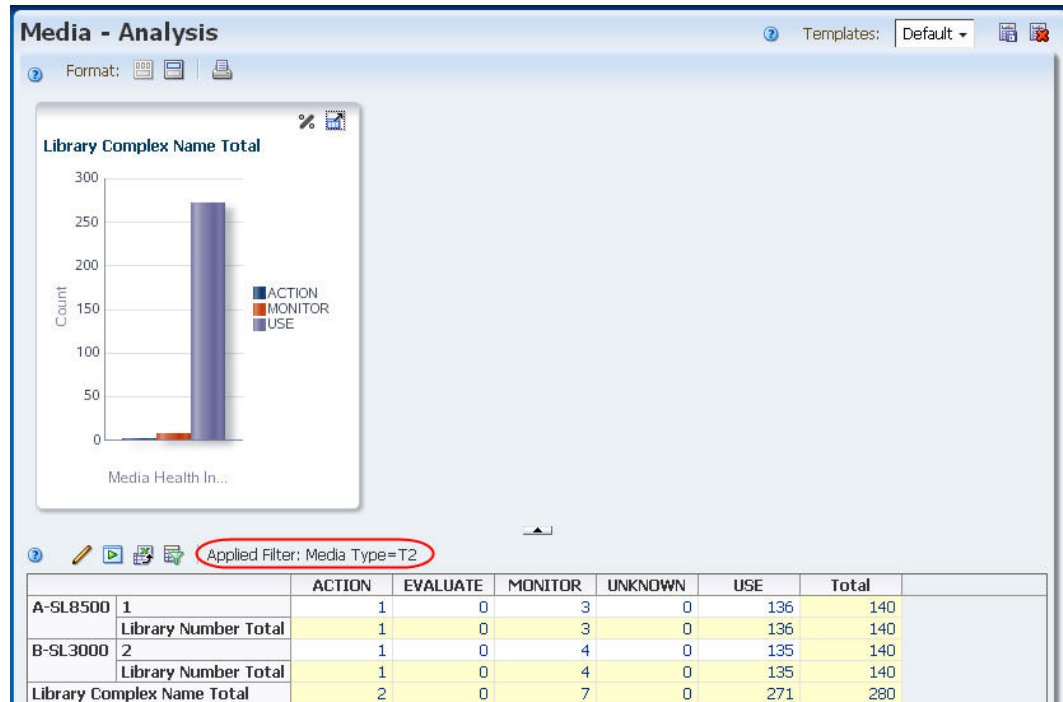 Media - Analysis
Templates: Default
Format:
Library Complex Name Total
300
250
200
150
100
50
0
Count
ACTION
MONITOR
USE
Media Health In...
Applied Filter: Media Type=T2
ACTION EVALUATE MONITOR UNKNOWN USE Total
A-SL8500 1 1 0 3 0 136 140
Library Number Total 1 0 3 0 136 140
B-SL3000 2 1 0 4 0 135 140
Library Number Total 1 0 4 0 135 140
Library Complex Name Total 2 0 7 0 271 280